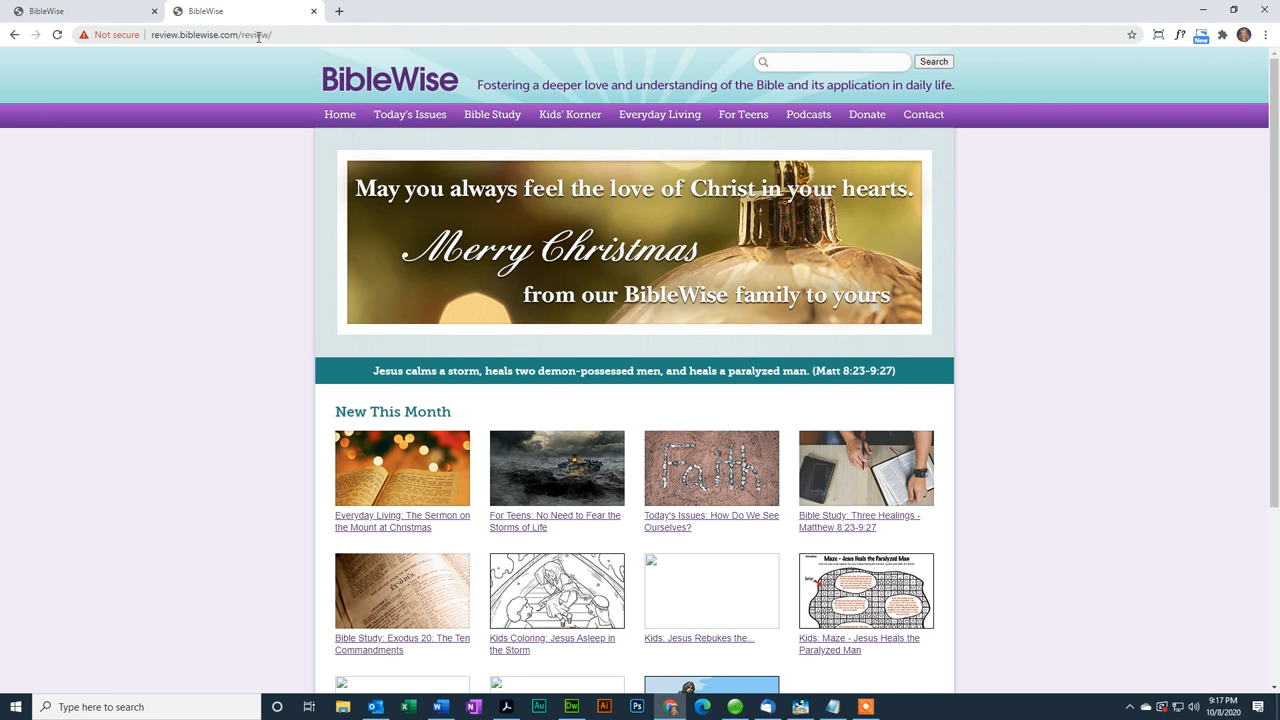 BibleWise
BibleWise
Not secure review.biblewise.com/review/
New
Search
BibleWise
Fostering a deeper love and understanding of the Bible and its application in daily life.
Home Today's Issues Bible Study Kids' Korner Everyday Living For Teens Podcasts Donate Contact
May you always feel the love of Christ in your hearts.
Merry Christmas
from our BibleWise family to yours
Jesus calms a storm, heals two demon-possessed men, and heals a paralyzed man. (Matt 8:23-9:27)
New This Month
Faith
Everyday Living: The Sermon on
the Mount at Christmas
For Teens: No Need to Fear the
Storms of Life
Today's Issues: How Do We See
Ourselves?
Bible Study: Three Healings -
Matthew 8:23-9:27
Maze - Jesus Heals the Paralyzed Man
Bible Study: Exodus 20: The Ten
Commandments
Kids Coloring: Jesus Asleep in
the Storm
Kids: Jesus Rebukes the...
Kids: Maze - Jesus Heals the
Paralyzed Man
Type here to search
9:17 PM
10/8/2020